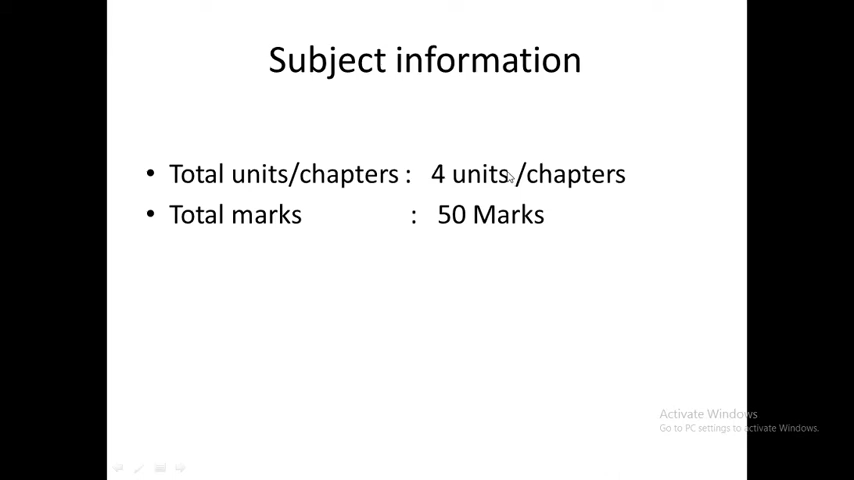 Subject information
• Total units/chapters : 4 units/chapters
• Total marks : 50 Marks
Activate Windows
Go to PC settings to activate Windows.